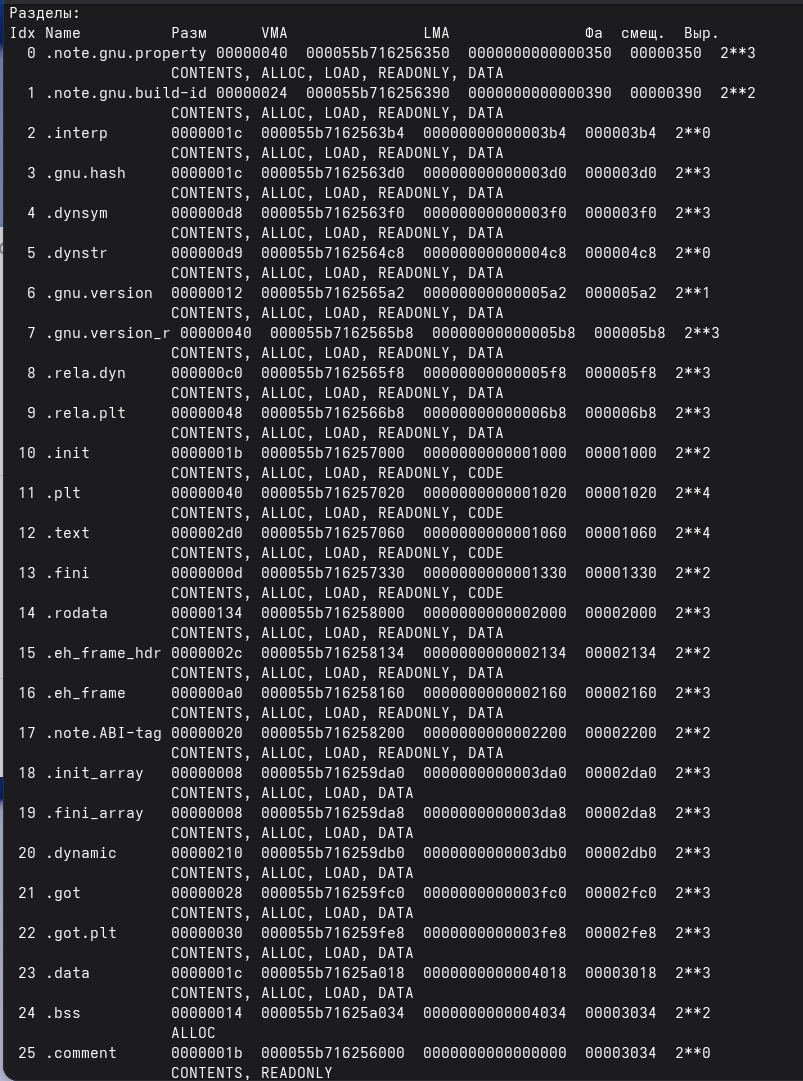 Разделы:
Idx Name          Разм      VMA               LMA               Фа  смещ.  Выр.
  0 .note.gnu.property 00000040  000055b716256350  0000000000000350  00000350  2**3
                  CONTENTS, ALLOC, LOAD, READONLY, DATA
  1 .note.gnu.build-id 00000024  000055b716256390  0000000000000390  00000390  2**2
                  CONTENTS, ALLOC, LOAD, READONLY, DATA
  2 .interp       0000001c  000055b7162563b4  00000000000003b4  000003b4  2**0
                  CONTENTS, ALLOC, LOAD, READONLY, DATA
  3 .gnu.hash     0000001c  000055b7162563d0  00000000000003d0  000003d0  2**3
                  CONTENTS, ALLOC, LOAD, READONLY, DATA
  4 .dynsym       000000d8  000055b7162563f0  00000000000003f0  000003f0  2**3
                  CONTENTS, ALLOC, LOAD, READONLY, DATA
  5 .dynstr       000000d9  000055b7162564c8  00000000000004c8  000004c8  2**0
                  CONTENTS, ALLOC, LOAD, READONLY, DATA
  6 .gnu.version  00000012  000055b7162565a2  00000000000005a2  000005a2  2**1
                  CONTENTS, ALLOC, LOAD, READONLY, DATA
  7 .gnu.version_r 00000040  000055b7162565b8  00000000000005b8  000005b8  2**3
                  CONTENTS, ALLOC, LOAD, READONLY, DATA
  8 .rela.dyn     000000c0  000055b7162565f8  00000000000005f8  000005f8  2**3
                  CONTENTS, ALLOC, LOAD, READONLY, DATA
  9 .rela.plt     00000048  000055b7162566b8  00000000000006b8  000006b8  2**3
                  CONTENTS, ALLOC, LOAD, READONLY, DATA
 10 .init         0000001b  000055b716257000  0000000000001000  00001000  2**2
                  CONTENTS, ALLOC, LOAD, READONLY, CODE
 11 .plt          00000040  000055b716257020  0000000000001020  00001020  2**4
                  CONTENTS, ALLOC, LOAD, READONLY, CODE
 12 .text         000002d0  000055b716257060  0000000000001060  00001060  2**4
                  CONTENTS, ALLOC, LOAD, READONLY, CODE
 13 .fini         0000000d  000055b716257330  0000000000001330  00001330  2**2
                  CONTENTS, ALLOC, LOAD, READONLY, CODE
 14 .rodata       00000134  000055b716258000  0000000000002000  00002000  2**3
                  CONTENTS, ALLOC, LOAD, READONLY, DATA
 15 .eh_frame_hdr 0000002c  000055b716258134  0000000000002134  00002134  2**2
                  CONTENTS, ALLOC, LOAD, READONLY, DATA
 16 .eh_frame     000000a0  000055b716258160  0000000000002160  00002160  2**3
                  CONTENTS, ALLOC, LOAD, READONLY, DATA
 17 .note.ABI-tag 00000020  000055b716258200  0000000000002200  00002200  2**2
                  CONTENTS, ALLOC, LOAD, READONLY, DATA
 18 .init_array   00000008  000055b716259da0  0000000000003da0  00002da0  2**3
                  CONTENTS, ALLOC, LOAD, DATA
 19 .fini_array   00000008  000055b716259da8  0000000000003da8  00002da8  2**3
                  CONTENTS, ALLOC, LOAD, DATA
 20 .dynamic      00000210  000055b716259db0  0000000000003db0  00002db0  2**3
                  CONTENTS, ALLOC, LOAD, DATA
 21 .got          00000028  000055b716259fc0  0000000000003fc0  00002fc0  2**3
                  CONTENTS, ALLOC, LOAD, DATA
 22 .got.plt      00000030  000055b716259fe8  0000000000003fe8  00002fe8  2**3
                  CONTENTS, ALLOC, LOAD, DATA
 23 .data         0000001c  000055b71625a018  0000000000004018  00003018  2**3
                  CONTENTS, ALLOC, LOAD, DATA
 24 .bss          00000014  000055b71625a034  0000000000004034  00003034  2**2
                  ALLOC
 25 .comment      0000001b  000055b716256000  0000000000000000  00003034  2**0
                  CONTENTS, READONLY